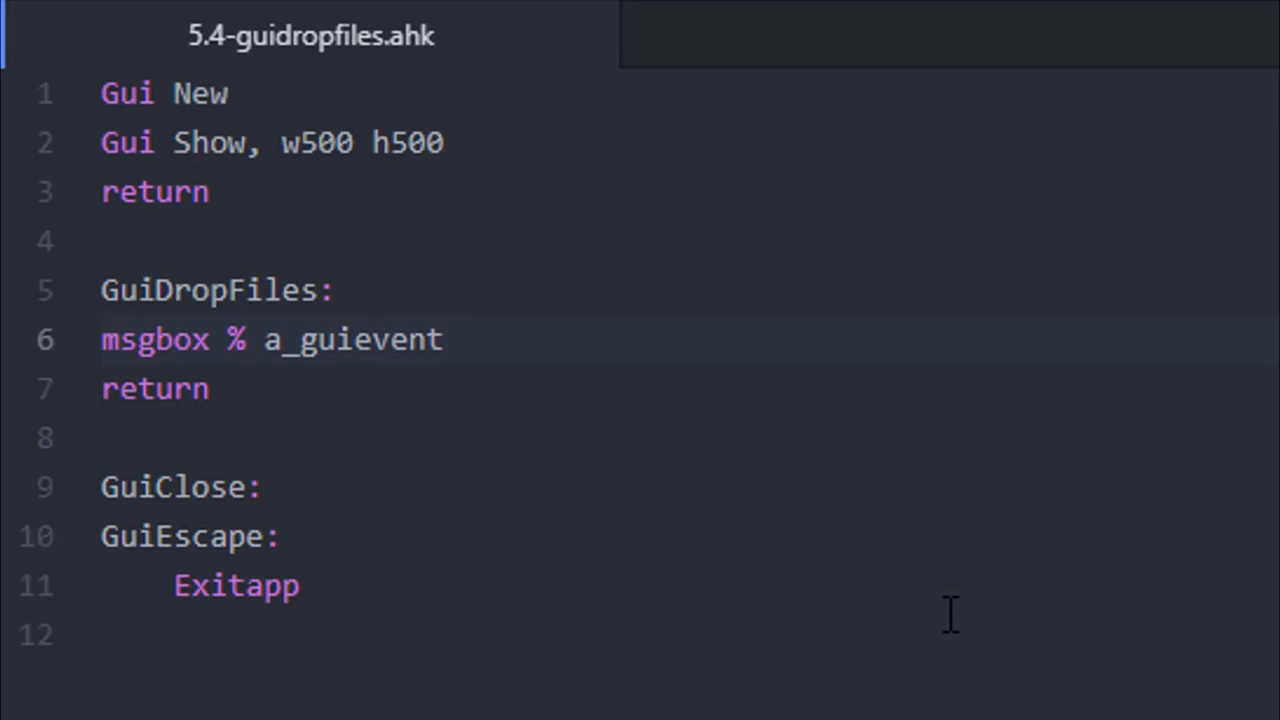 5.4-guidropfiles.ahk
1 Gui New
2 Gui Show, w500 h500
3 return
4
5 GuiDropFiles:
6 msgbox % a_guievent
7 return
8
9 GuiClose:
10 GuiEscape:
11 Exitapp
12